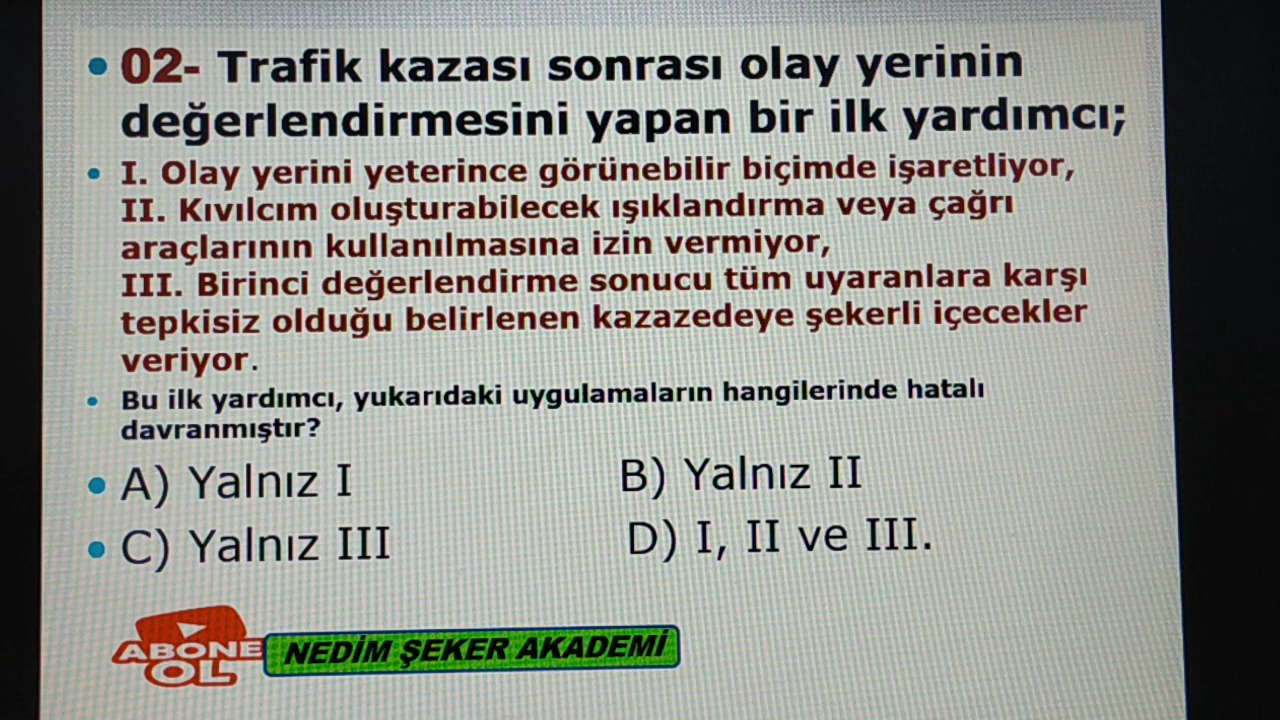 • 02- Trafik kazası sonrası olay yerinin
değerlendirmesini yapan bir ilk yardımcı;
• I. Olay yerini yeterince görünebilir biçimde işaretliyor,
II. Kıvılcım oluşturabilecek ışıklandırma veya çağrı
araçlarının kullanılmasına izin vermiyor,
III. Birinci değerlendirme sonucu tüm uyaranlara karşı
tepkisiz olduğu belirlenen kazazedeye şekerli içecekler
veriyor.
• Bu ilk yardımcı, yukarıdaki uygulamaların hangilerinde hatalı
davranmıştır?
• A) Yalnız I B) Yalnız II
• C) Yalnız III D) I, II ve III.
ABONE
OL
NEDİM ŞEKER AKADEMİ